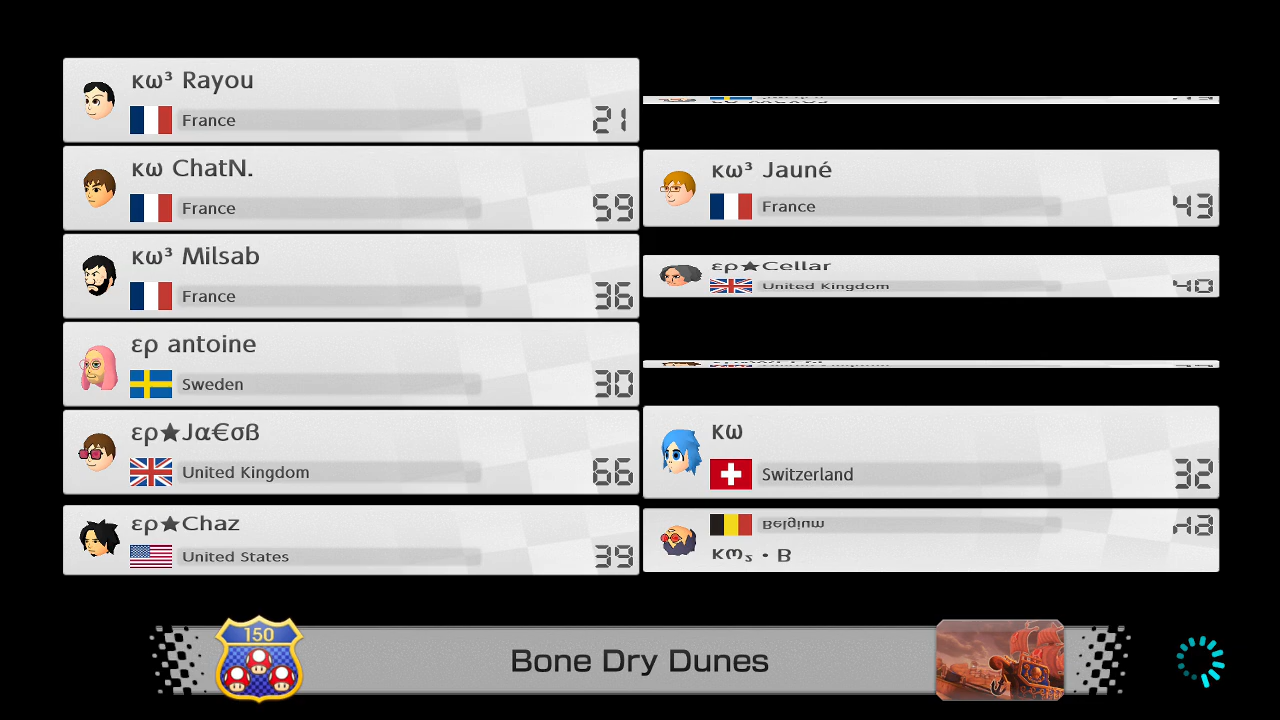 κω³ Rayou
France
21
κω ChatN.
France
59
κω³ Milsab
France
36
ερ antoine
Sweden
30
ερ★Jα€σβ
United Kingdom
66
ερ★Chaz
United States
39
κω³ Jauné
France
43
ερ★Cellar
United Kingdom
40
κω
Switzerland
32
Belgium
150
Bone Dry Dunes